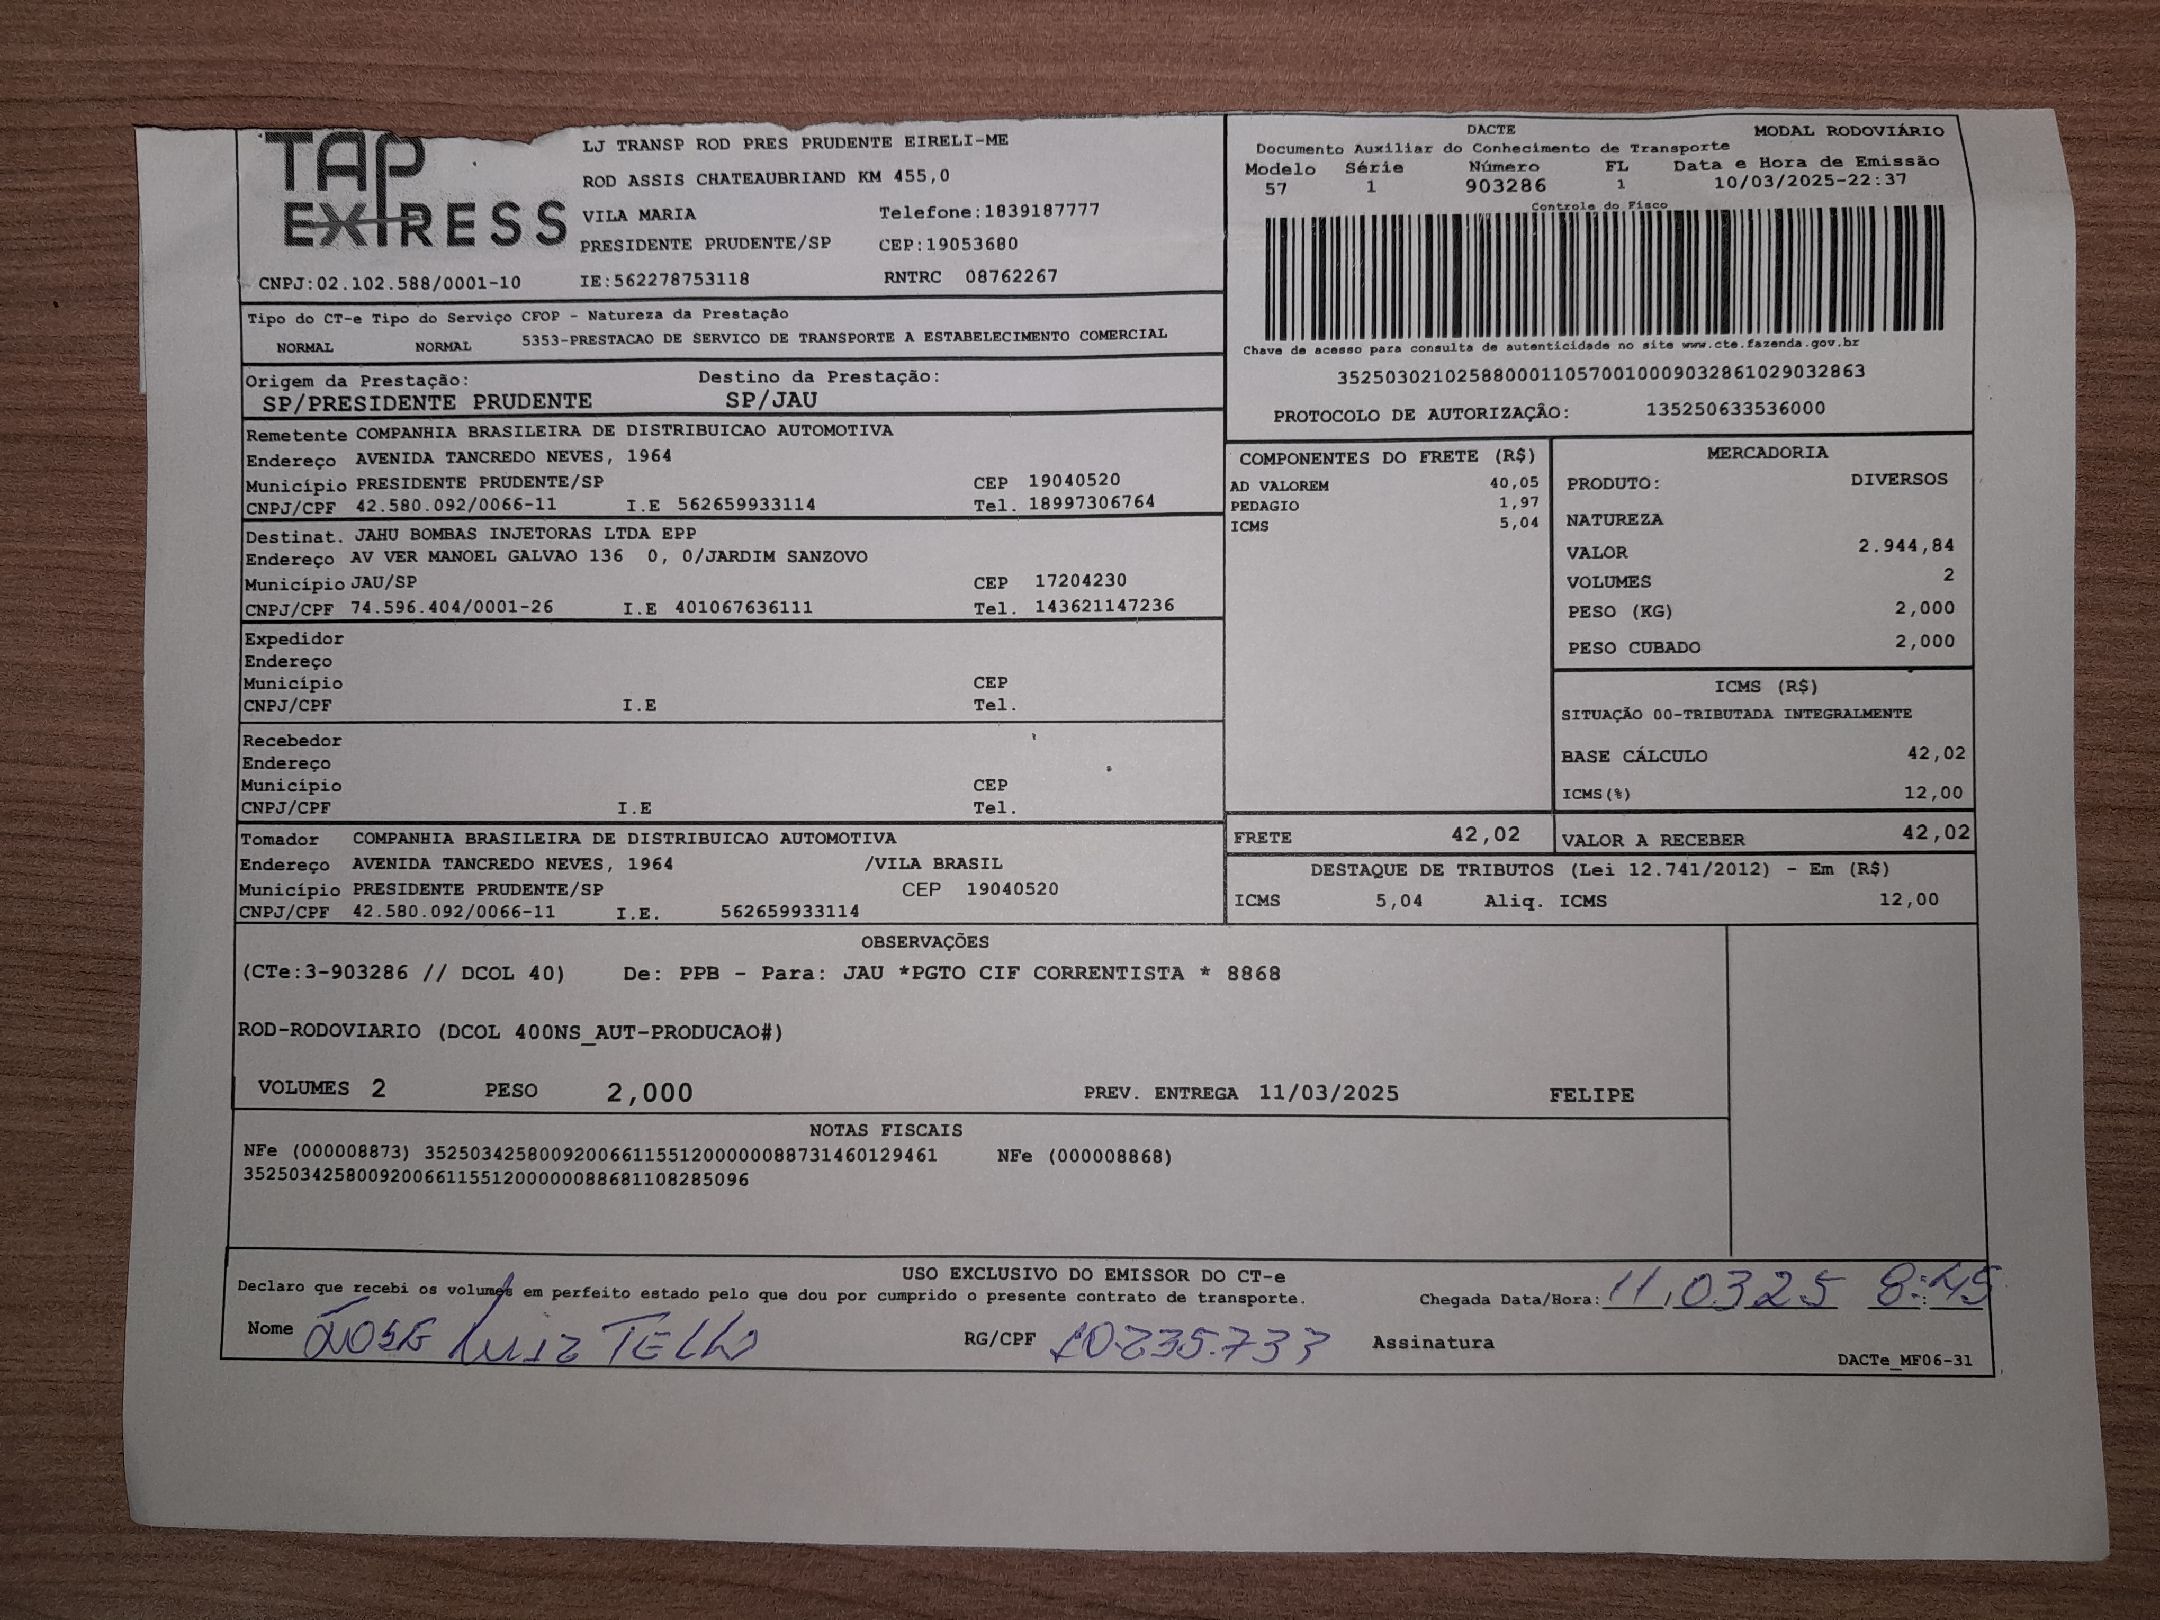 TAP EXPRESS
LJ TRANSP ROD PRES PRUDENTE EIRELI-ME
ROD ASSIS CHATEAUBRIAND KM 455,0
VILA MARIA Telefone:1839187777
PRESIDENTE PRUDENTE/SP CEP:19053680
CNPJ:02.102.588/0001-10 IE:562278753118 RNTRC 08762267
DACTE MODAL RODOVIÁRIO
Documento Auxiliar do Conhecimento de Transporte
Modelo Série Número FL Data e Hora de Emissão
57 1 903286 1 10/03/2025-22:37
Controle do Fisco
Chave de acesso para consulta de autenticidade no site www.cte.fazenda.gov.br
35250302102588000110570010009032861029032863
PROTOCOLO DE AUTORIZAÇÃO: 135250633536000
Tipo do CT-e Tipo do Serviço CFOP - Natureza da Prestação
NORMAL NORMAL 5353-PRESTACAO DE SERVICO DE TRANSPORTE A ESTABELECIMENTO COMERCIAL
Origem da Prestação: Destino da Prestação:
SP/PRESIDENTE PRUDENTE SP/JAU
Remetente COMPANHIA BRASILEIRA DE DISTRIBUICAO AUTOMOTIVA
Endereço AVENIDA TANCREDO NEVES, 1964
Município PRESIDENTE PRUDENTE/SP CEP 19040520
CNPJ/CPF 42.580.092/0066-11 I.E 562659933114 Tel. 18997306764
Destinat. JAHU BOMBAS INJETORAS LTDA EPP
Endereço AV VER MANOEL GALVAO 136 0, 0/JARDIM SANZOVO
Município JAU/SP CEP 17204230
CNPJ/CPF 74.596.404/0001-26 I.E 401067636111 Tel. 143621147236
Expedidor
Endereço
Município CEP
CNPJ/CPF I.E Tel.
Recebedor
Endereço
Município CEP
CNPJ/CPF I.E Tel.
Tomador COMPANHIA BRASILEIRA DE DISTRIBUICAO AUTOMOTIVA
Endereço AVENIDA TANCREDO NEVES, 1964 /VILA BRASIL
Município PRESIDENTE PRUDENTE/SP CEP 19040520
CNPJ/CPF 42.580.092/0066-11 I.E. 562659933114
COMPONENTES DO FRETE (R$)
AD VALOREM 40,05
PEDAGIO 1,97
ICMS 5,04
MERCADORIA
PRODUTO: DIVERSOS
NATUREZA
VALOR 2.944,84
VOLUMES 2
PESO (KG) 2,000
PESO CUBADO 2,000
ICMS (R$)
SITUAÇÃO 00-TRIBUTADA INTEGRALMENTE
BASE CÁLCULO 42,02
ICMS(%) 12,00
FRETE 42,02 VALOR A RECEBER 42,02
DESTAQUE DE TRIBUTOS (Lei 12.741/2012) - Em (R$)
ICMS 5,04 Aliq. ICMS 12,00
OBSERVAÇÕES
(CTe:3-903286 // DCOL 40) De: PPB - Para: JAU *PGTO CIF CORRENTISTA * 8868
ROD-RODOVIARIO (DCOL 400NS_AUT-PRODUCAO#)
VOLUMES 2 PESO 2,000 PREV. ENTREGA 11/03/2025 FELIPE
NOTAS FISCAIS
NFe (000008873) 35250342580092006611551200000088731460129461 NFe (000008868)
35250342580092006611551200000088681108285096
USO EXCLUSIVO DO EMISSOR DO CT-e
Declaro que recebi os volumes em perfeito estado pelo que dou por cumprido o presente contrato de transporte. Chegada Data/Hora: 11,03 25 8:45
Nome JOSE Luiz TELLO RG/CPF 10.235.733 Assinatura
DACTe_MF06-31